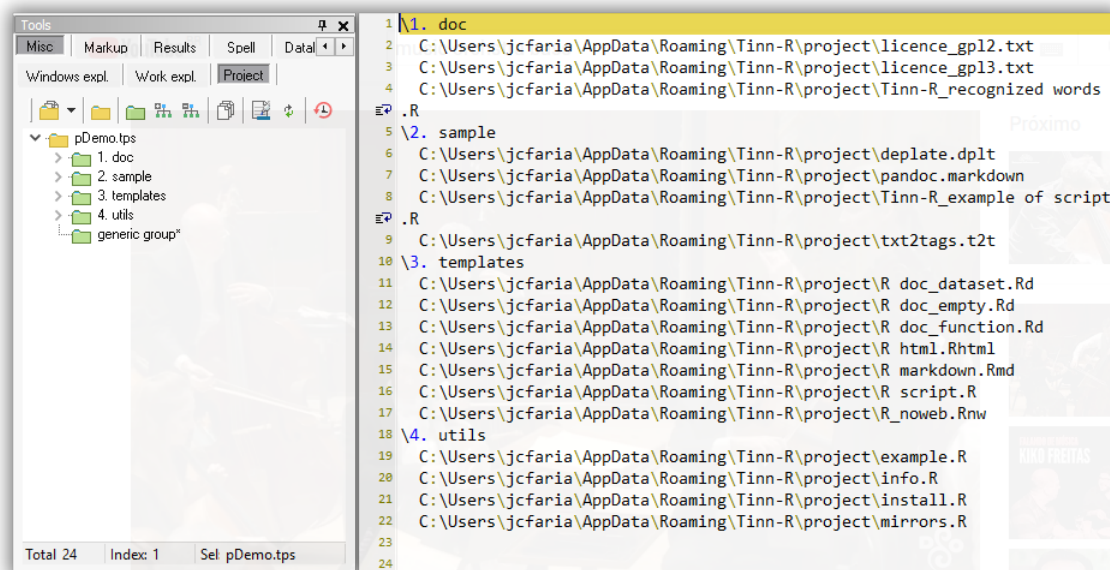 Tools
Misc Markup Results Spell Datal
Windows expl. Work expl. Project
pDemo.tps
1. doc
2. sample
3. templates
4. utils
generic group*
Total 24 Index: 1 Sel: pDemo.tps
1 \1. doc
2 C:\Users\jcfaria\AppData\Roaming\Tinn-R\project\licence_gpl2.txt
3 C:\Users\jcfaria\AppData\Roaming\Tinn-R\project\licence_gpl3.txt
4 C:\Users\jcfaria\AppData\Roaming\Tinn-R\project\Tinn-R_recognized words
.R
5 \2. sample
6 C:\Users\jcfaria\AppData\Roaming\Tinn-R\project\deplate.dplt
7 C:\Users\jcfaria\AppData\Roaming\Tinn-R\project\pandoc.markdown
8 C:\Users\jcfaria\AppData\Roaming\Tinn-R\project\Tinn-R_example of script
.R
9 C:\Users\jcfaria\AppData\Roaming\Tinn-R\project\txt2tags.t2t
10 \3. templates
11 C:\Users\jcfaria\AppData\Roaming\Tinn-R\project\R doc_dataset.Rd
12 C:\Users\jcfaria\AppData\Roaming\Tinn-R\project\R doc_empty.Rd
13 C:\Users\jcfaria\AppData\Roaming\Tinn-R\project\R doc_function.Rd
14 C:\Users\jcfaria\AppData\Roaming\Tinn-R\project\R html.Rhtml
15 C:\Users\jcfaria\AppData\Roaming\Tinn-R\project\R markdown.Rmd
16 C:\Users\jcfaria\AppData\Roaming\Tinn-R\project\R script.R
17 C:\Users\jcfaria\AppData\Roaming\Tinn-R\project\R_noweb.Rnw
18 \4. utils
19 C:\Users\jcfaria\AppData\Roaming\Tinn-R\project\example.R
20 C:\Users\jcfaria\AppData\Roaming\Tinn-R\project\info.R
21 C:\Users\jcfaria\AppData\Roaming\Tinn-R\project\install.R
22 C:\Users\jcfaria\AppData\Roaming\Tinn-R\project\mirrors.R
23
24
Próximo
KIKO FREITAS